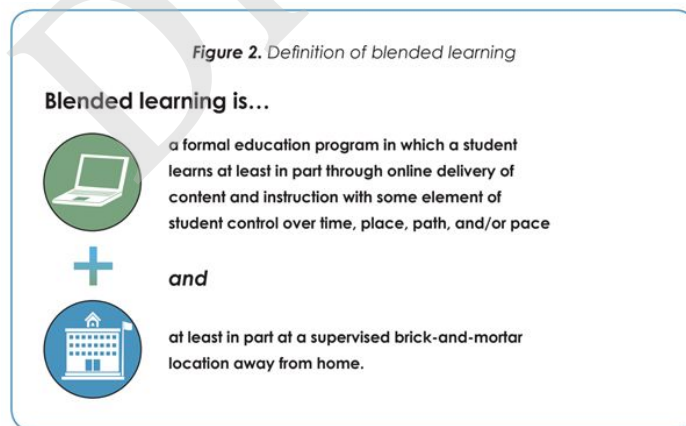 Figure 2. Definition of blended learning
Blended learning is…
a formal education program in which a student
learns at least in part through online delivery of
content and instruction with some element of
student control over time, place, path, and/or pace
+
and
at least in part at a supervised brick-and-mortar
location away from home.